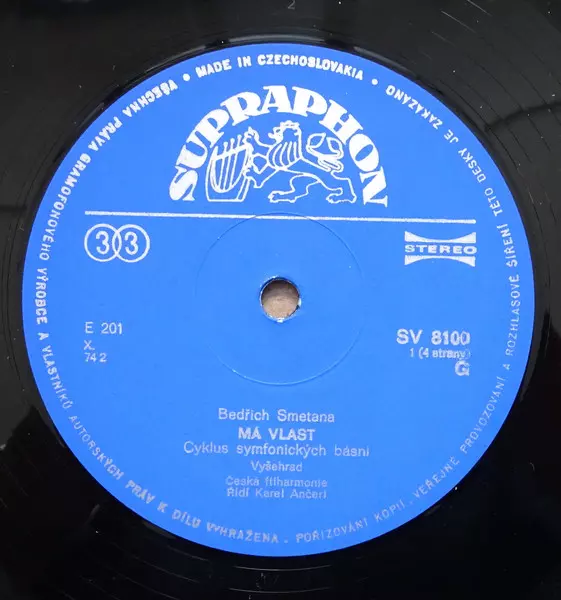 VŠECHNA PRÁVA GRAMOFONOVÉHO VÝROBCE A VLASTNÍKŮ AUTORSKÝCH PRÁV K DÍLU VYHRAŽENA. POŘIZOVÁNÍ KOPIÍ, VEŘEJNÉ PROVOZOVÁNÍ A ROZHLASOVÉ ŠÍŘENÍ TÉTO DESKY JE ZAKÁZÁNO • MADE IN CZECHOSLOVAKIA •
SUPRAPHON
33
STEREO
E 201
X.
74 2
SV 8100
1 (4 strany)
G
Bedřich Smetana
MÁ VLAST
Cyklus symfonických básní
Vyšehrad
Česká filharmonie
Řídí Karel Ančerl